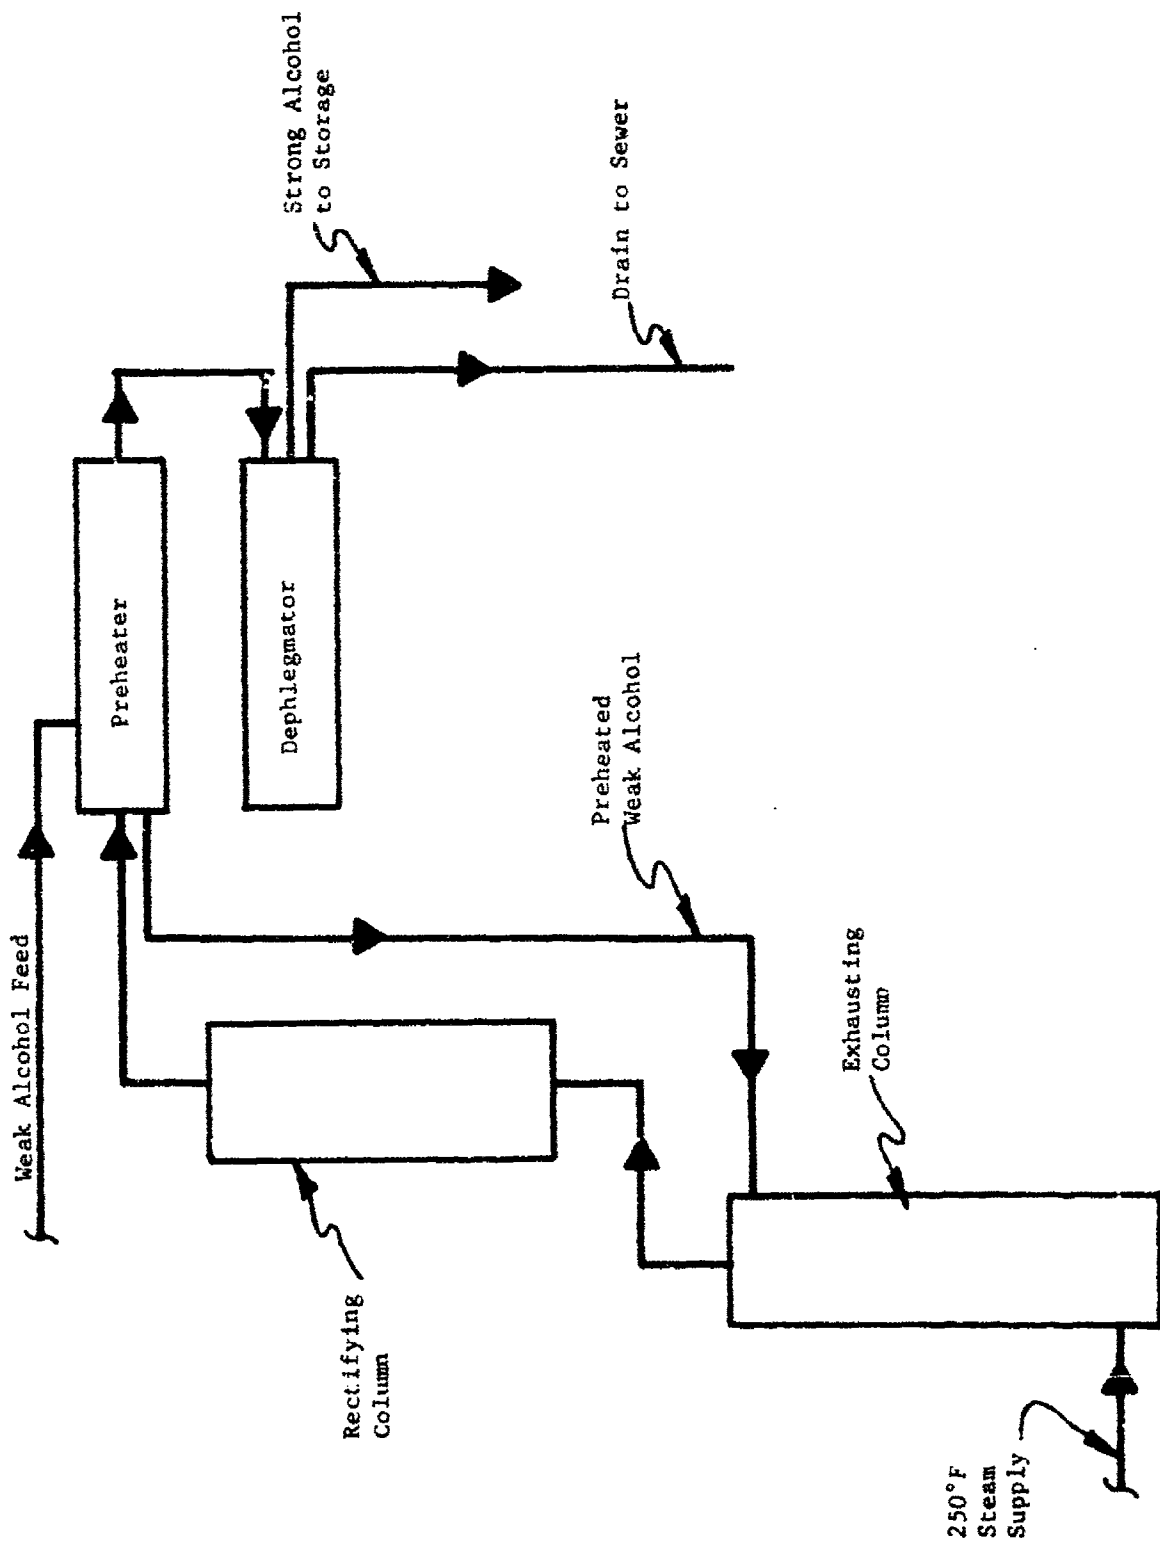 Weak Alcohol Feed
Preheater
Strong Alcohol
to Storage
Dephlegmator
Drain to Sewer
Rectifying
Column
Preheated
Weak Alcohol
Exhausting
Column
250°F
Steam
Supply